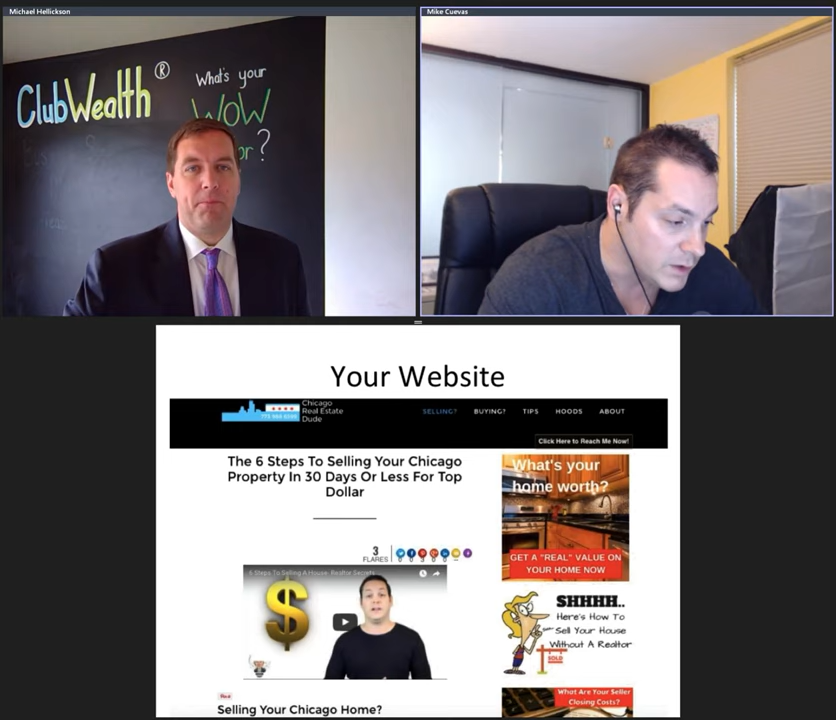 Michael Hellickson
Mike Cuevas
ClubWealth®
What's your
WOW
or?
Your Website
Chicago
Real Estate
Dude
SELLING?
BUYING?
TIPS
HOODS
ABOUT
Click Here to Reach Me Now!
The 6 Steps To Selling Your Chicago
Property In 30 Days Or Less For Top
Dollar
3
FLARES
6 Steps To Selling A House- Realtor Secrets
$
Pin it
Selling Your Chicago Home?
What's your
home worth?
GET A "REAL" VALUE ON
YOUR HOME NOW
SHHHH..
Here's How To
Sell Your House
Without A Realtor
SOLD
What Are Your Seller
Closing Costs?